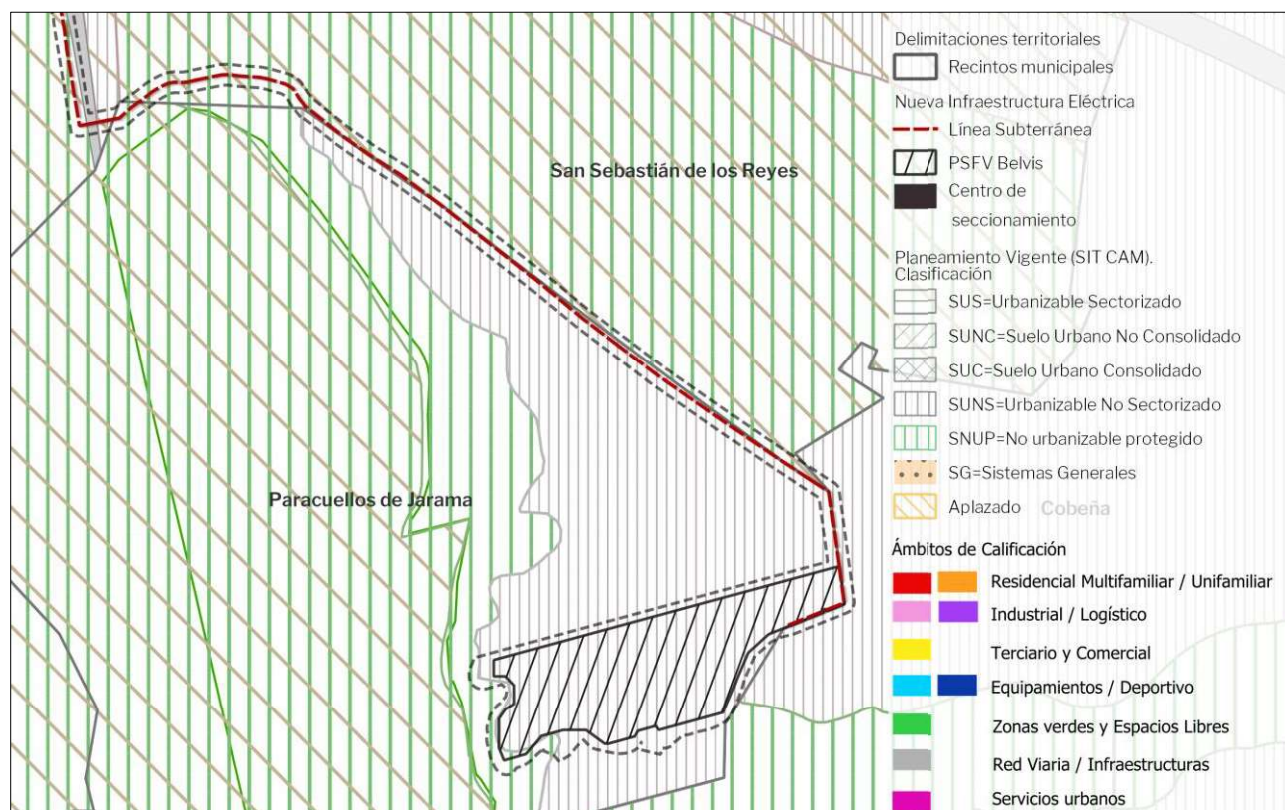 San Sebastián de los Reyes
Paracuellos de Jarama
Delimitaciones territoriales
Recintos municipales
Nueva Infraestructura Eléctrica
Línea Subterránea
PSFV Belvis
Centro de
seccionamiento
Planeamiento Vigente (SIT CAM).
Clasificación
SUS=Urbanizable Sectorizado
SUNC=Suelo Urbano No Consolidado
SUC=Suelo Urbano Consolidado
SUNS=Urbanizable No Sectorizado
SNUP=No urbanizable protegido
SG=Sistemas Generales
Aplazado
Cobeña
Ámbitos de Calificación
Residencial Multifamiliar / Unifamiliar
Industrial / Logístico
Terciario y Comercial
Equipamientos / Deportivo
Zonas verdes y Espacios Libres
Red Viaria / Infraestructuras
Servicios urbanos